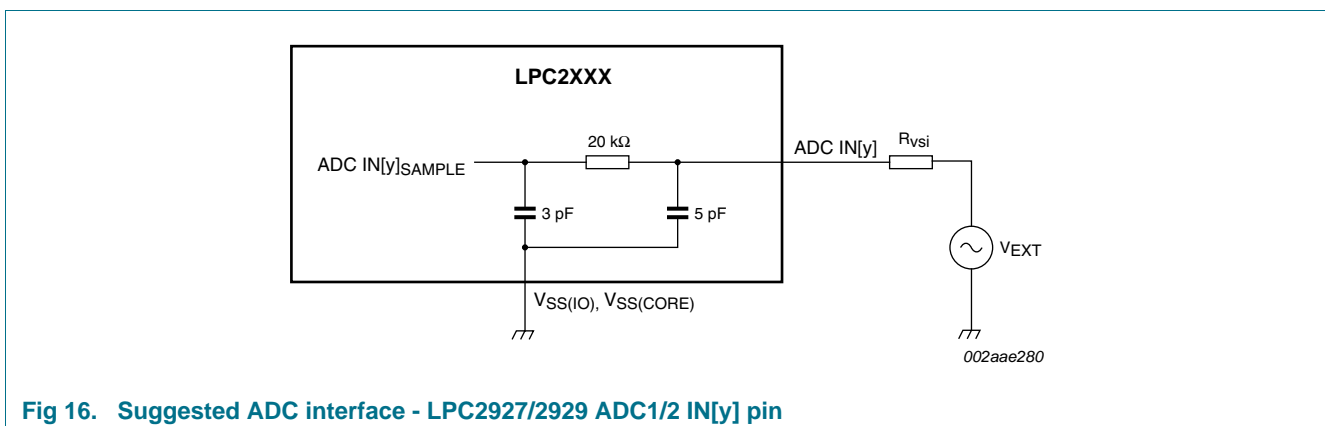 LPC2XXX
20 kΩ
ADC IN[y]
Rvsi
ADC IN[y]SAMPLE
3 pF
5 pF
VEXT
VSS(IO), VSS(CORE)
002aae280
Fig 16. Suggested ADC interface - LPC2927/2929 ADC1/2 IN[y] pin